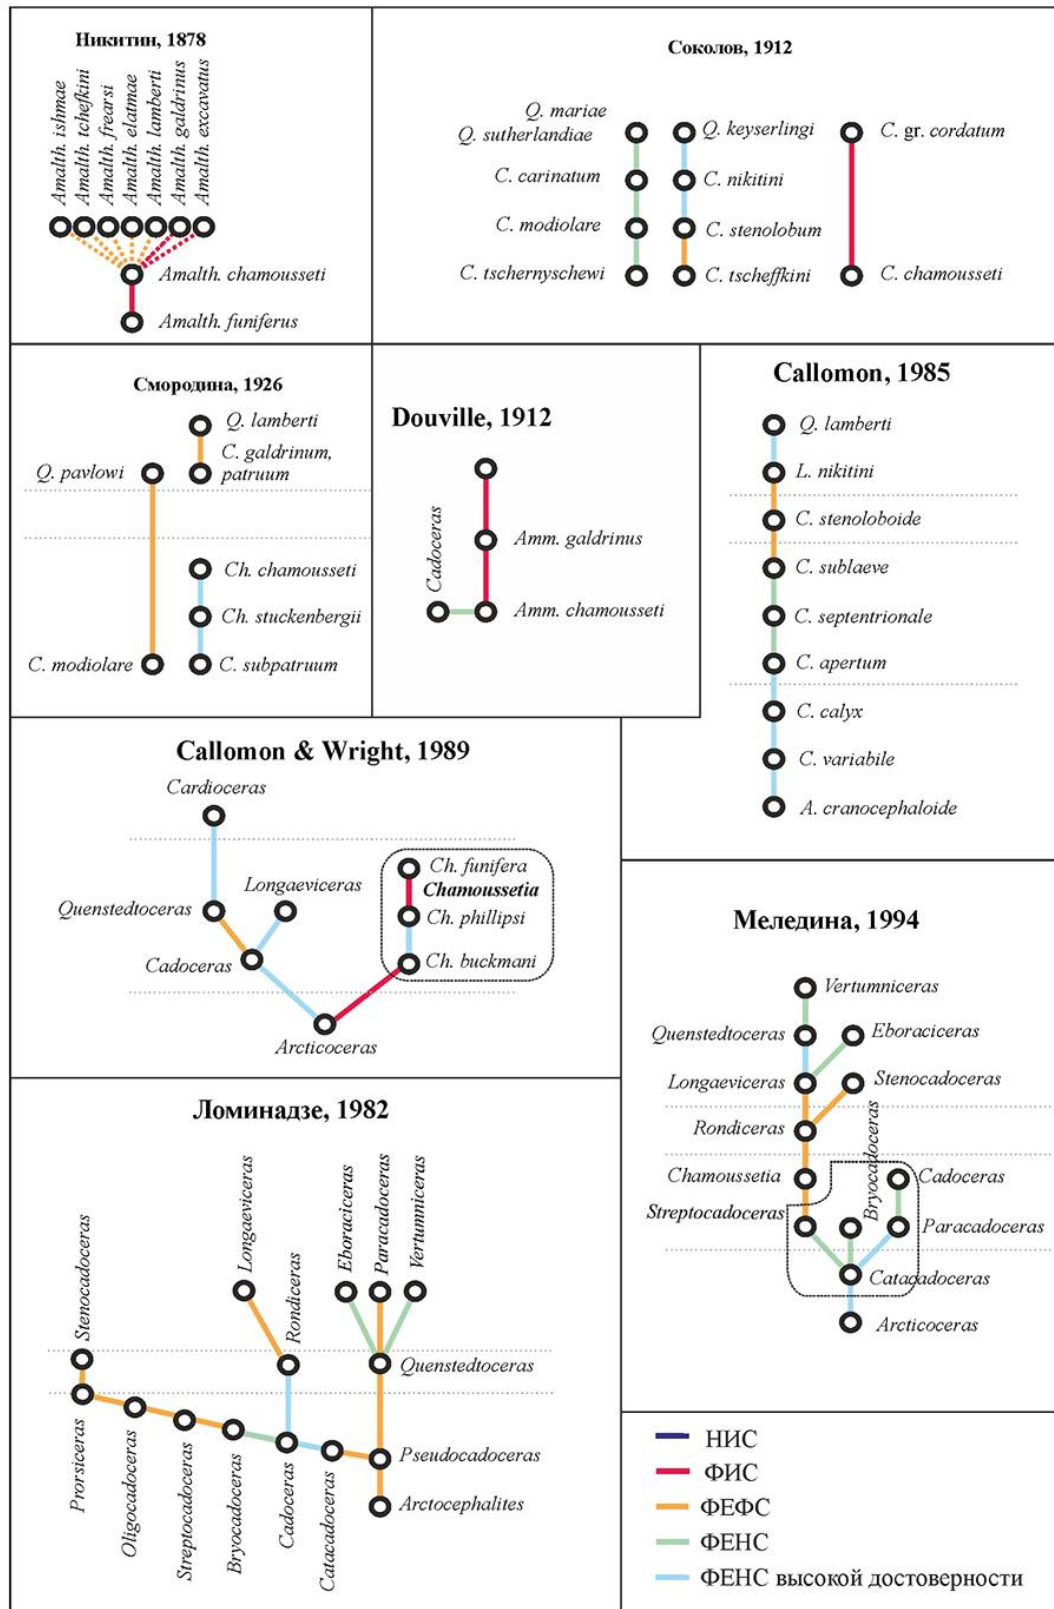 Никитин, 1878
Amalth. ishmae
Amalth. tchefkini
Amalth. frearsi
Amalth. elatmae
Amalth. lamberti
Amalth. galdrinus
Amalth. excavatus
Amalth. chamousseti
Amalth. funiferus
Соколов, 1912
Q. mariae
Q. sutherlandiae
C. carinatum
C. modiolare
C. tschernyschewi
Q. keyserlingi
C. nikitini
C. stenolobum
C. tscheffkini
C. gr. cordatum
C. chamousseti
Смородина, 1926
Q. lamberti
C. galdrinum,
patruum
Q. pavlowi
Ch. chamousseti
Ch. stuckenbergii
C. modiolare
C. subpatruum
Douville, 1912
Amm. galdrinus
Cadoceras
Amm. chamousseti
Callomon, 1985
Q. lamberti
L. nikitini
C. stenoloboide
C. sublaeve
C. septentrionale
C. apertum
C. calyx
C. variabile
A. cranocephaloide
Callomon & Wright, 1989
Cardioceras
Longaeviceras
Quenstedtoceras
Cadoceras
Arcticoceras
Ch. funifera
Chamoussetia
Ch. phillipsi
Ch. buckmani
Меледина, 1994
Vertumniceras
Quenstedtoceras
Eboraciceras
Longaeviceras
Stenocadoceras
Rondiceras
Bryocadoceras
Chamoussetia
Cadoceras
Streptocadoceras
Paracadoceras
Catacadoceras
Arcticoceras
Ломинадзе, 1982
Stenocadoceras
Longaeviceras
Rondiceras
Eboraciceras
Paracadoceras
Vertumniceras
Quenstedtoceras
Prorsiceras
Oligocadoceras
Streptocadoceras
Bryocadoceras
Cadoceras
Catacadoceras
Pseudocadoceras
Arctocephalites
НИС
ФИС
ФЕФС
ФЕНС
ФЕНС высокой достоверности